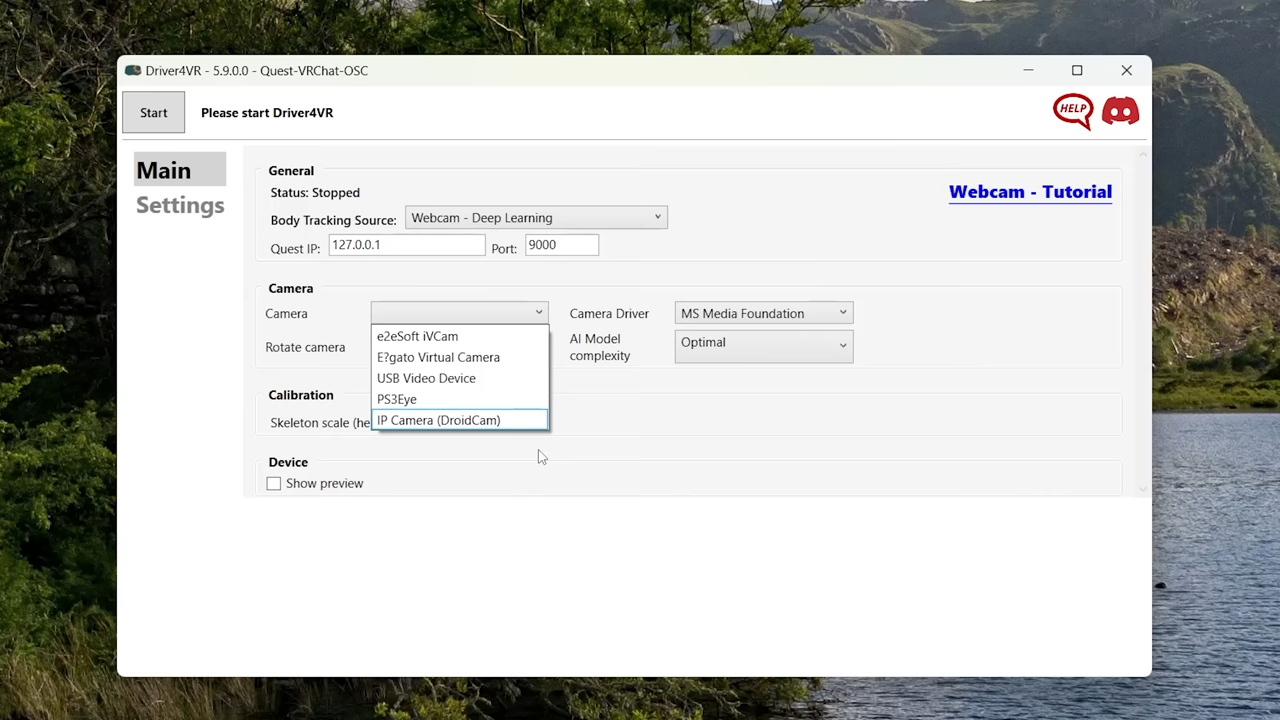 Driver4VR - 5.9.0.0 - Quest-VRChat-OSC
Start
Please start Driver4VR
HELP
Main
Settings
General
Status: Stopped
Webcam - Tutorial
Body Tracking Source: Webcam - Deep Learning
Quest IP: 127.0.0.1 Port: 9000
Camera
Camera
Camera Driver MS Media Foundation
e2eSoft iVCam
Rotate camera
AI Model complexity
Optimal
E?gato Virtual Camera
USB Video Device
PS3Eye
IP Camera (DroidCam)
Calibration
Skeleton scale (he
Device
Show preview